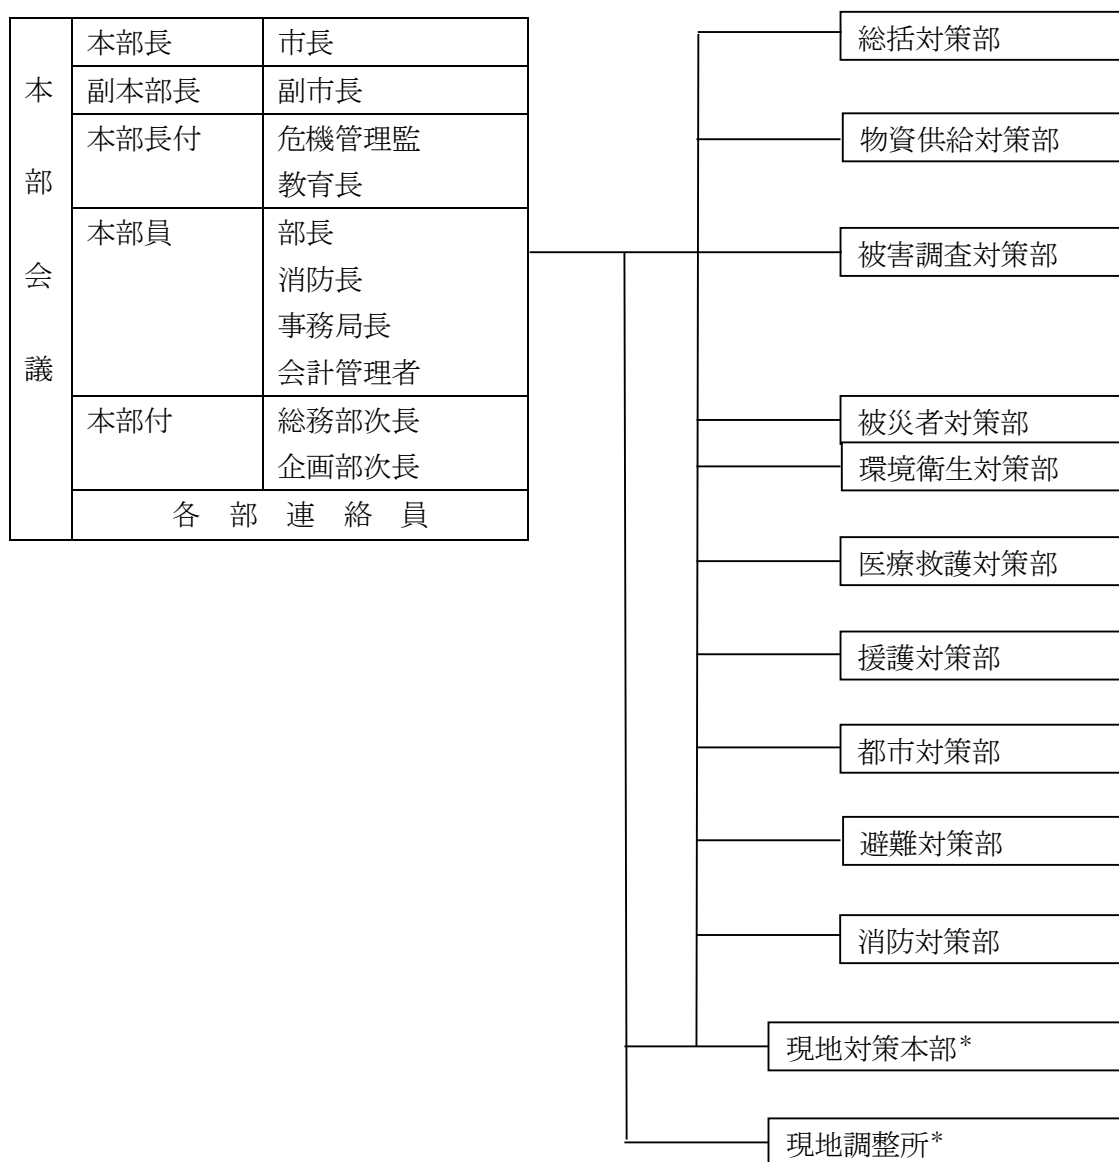 本部会議
本部長 市長
副本部長 副市長
本部長付 危機管理監
教育長
本部員 部長
消防長
事務局長
会計管理者
本部付 総務部次長
企画部次長
各部連絡員
総括対策部
物資供給対策部
被害調査対策部
被災者対策部
環境衛生対策部
医療救護対策部
援護対策部
都市対策部
避難対策部
消防対策部
現地対策本部*
現地調整所*